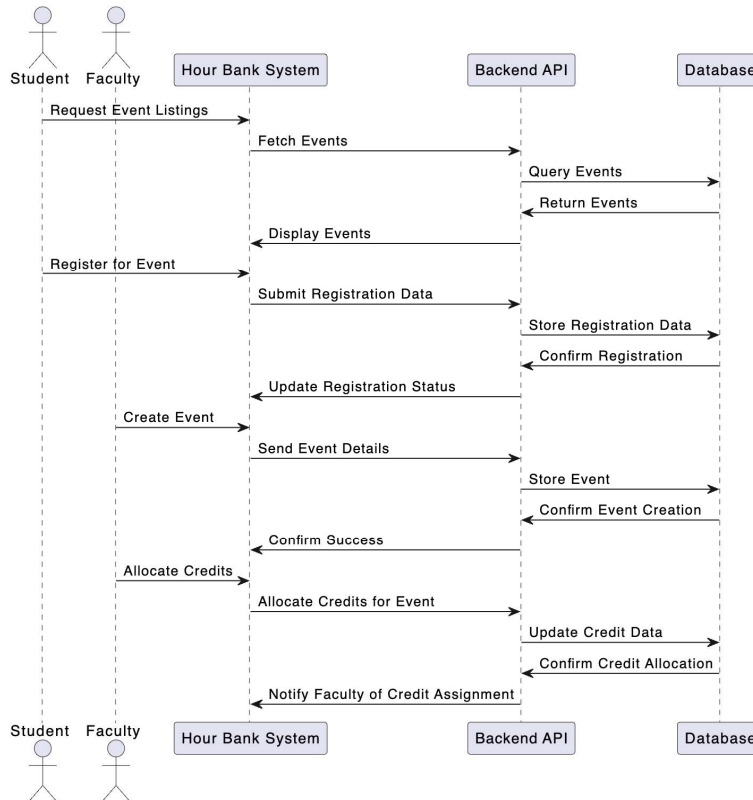 Student Faculty Hour Bank System Backend API Database
Request Event Listings
Fetch Events
Query Events
Return Events
Display Events
Register for Event
Submit Registration Data
Store Registration Data
Confirm Registration
Update Registration Status
Create Event
Send Event Details
Store Event
Confirm Event Creation
Confirm Success
Allocate Credits
Allocate Credits for Event
Update Credit Data
Confirm Credit Allocation
Notify Faculty of Credit Assignment
Student Faculty Hour Bank System Backend API Database